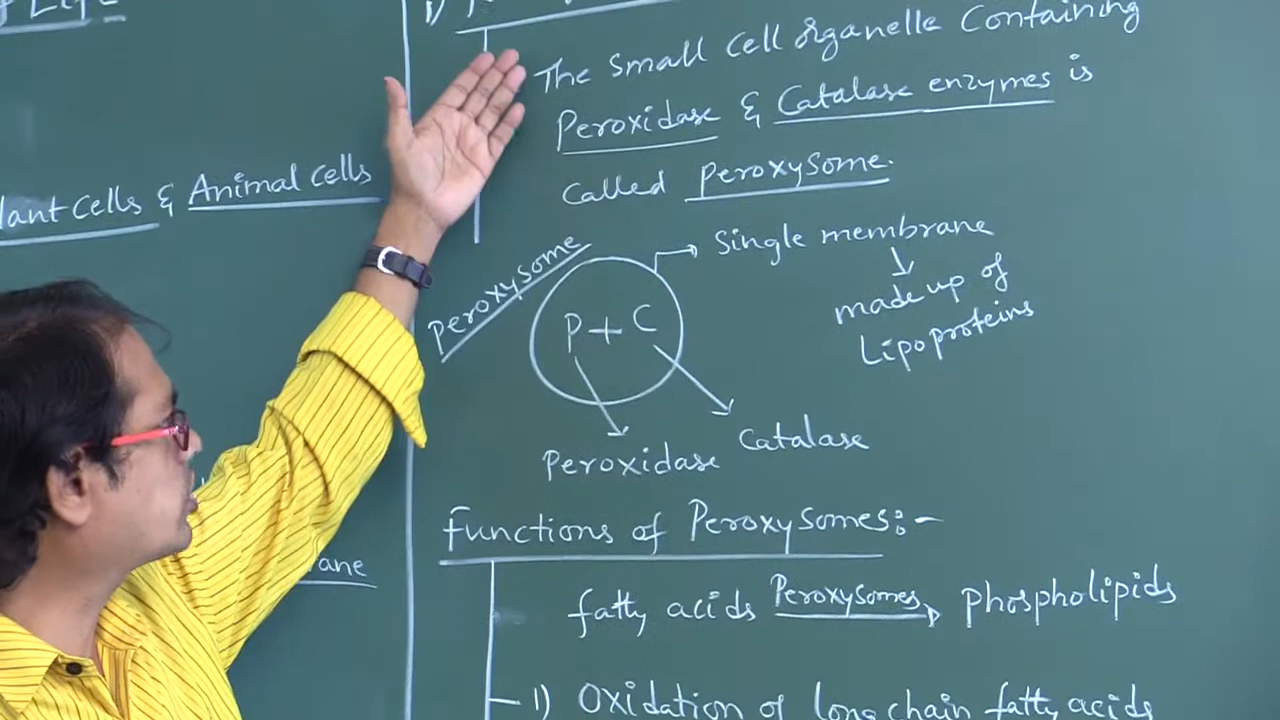 Life
lant cells & Animal cells
ane
1)
The small cell organelle containing
Peroxidase & Catalase enzymes is
called Peroxysome.
Peroxysome
Single membrane
made up of
Lipoproteins
P + C
Peroxidase
Catalase
Functions of Peroxysomes:-
fatty acids Peroxysomes Phospholipids
1) Oxidation of long chain fatty acids